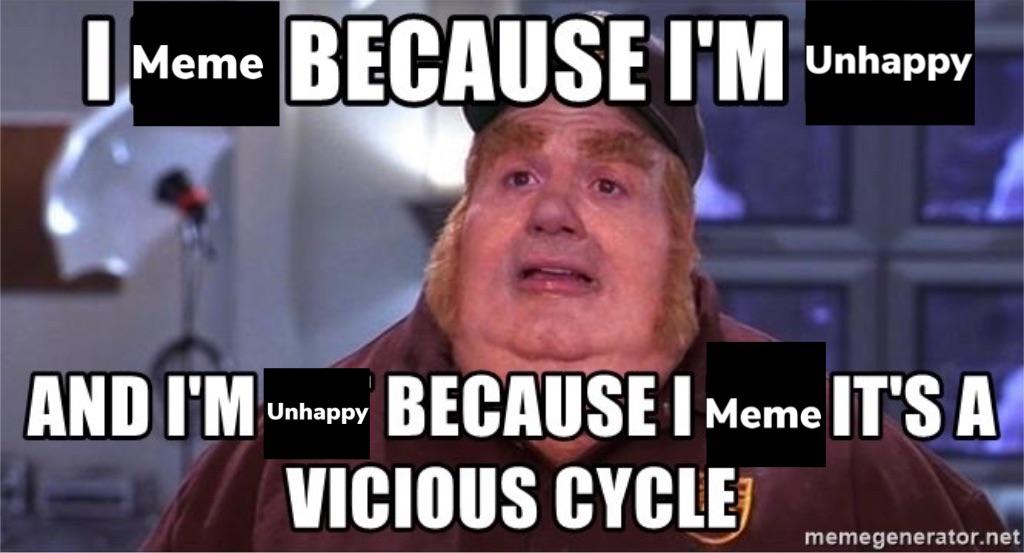 I Meme BECAUSE I'M Unhappy
AND I'M Unhappy BECAUSE I Meme IT'S A
VICIOUS CYCLE
memegenerator.net